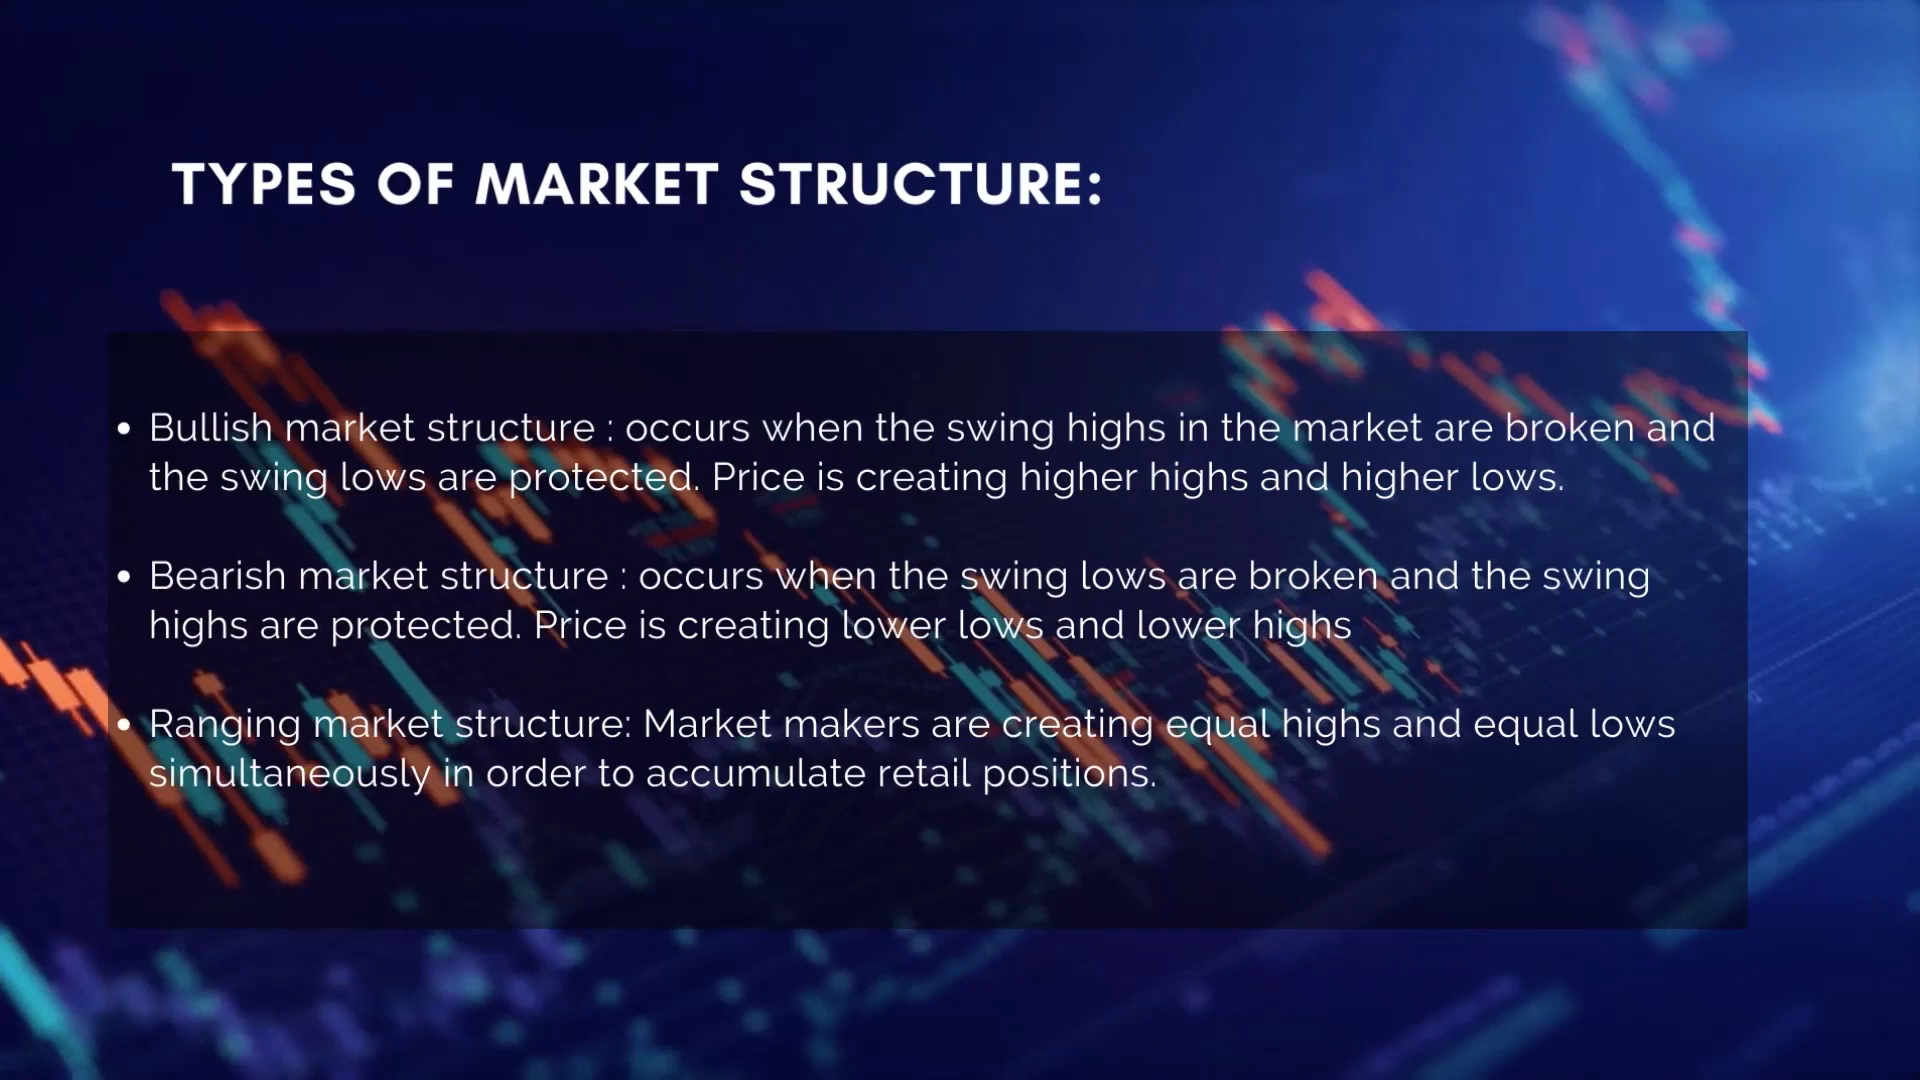 TYPES OF MARKET STRUCTURE:
• Bullish market structure : occurs when the swing highs in the market are broken and
the swing lows are protected. Price is creating higher highs and higher lows.
• Bearish market structure : occurs when the swing lows are broken and the swing
highs are protected. Price is creating lower lows and lower highs
• Ranging market structure: Market makers are creating equal highs and equal lows
simultaneously in order to accumulate retail positions.